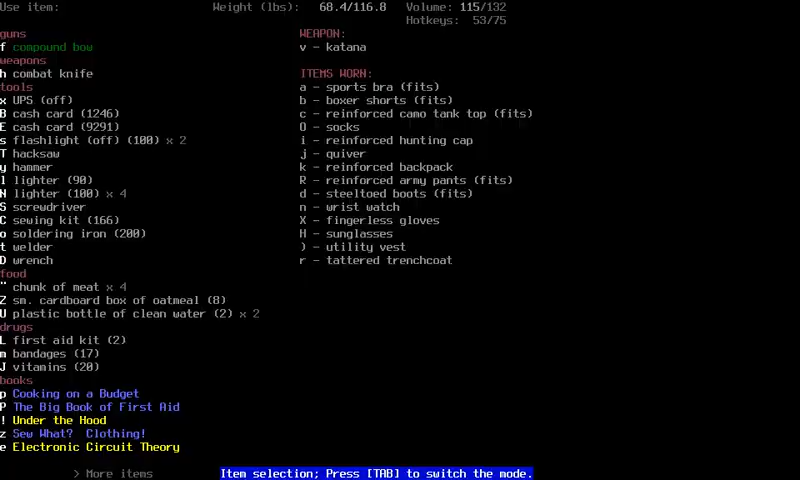 Use item: Weight (lbs): 68.4/116.8 Volume: 115/132
Hotkeys: 53/75
guns
f compound bow
weapons
h combat knife
tools
x UPS (off)
B cash card (1246)
E cash card (9291)
s flashlight (off) (100) x 2
T hacksaw
y hammer
l lighter (90)
N lighter (100) x 4
S screwdriver
C sewing kit (166)
o soldering iron (200)
t welder
D wrench
food
" chunk of meat x 4
Z sm. cardboard box of oatmeal (8)
U plastic bottle of clean water (2) x 2
drugs
L first aid kit (2)
m bandages (17)
J vitamins (20)
books
p Cooking on a Budget
P The Big Book of First Aid
! Under the Hood
z Sew What?  Clothing!
e Electronic Circuit Theory
WEAPON:
v - katana
ITEMS WORN:
a - sports bra (fits)
b - boxer shorts (fits)
c - reinforced camo tank top (fits)
O - socks
i - reinforced hunting cap
j - quiver
k - reinforced backpack
R - reinforced army pants (fits)
d - steeltoed boots (fits)
n - wrist watch
X - fingerless gloves
H - sunglasses
) - utility vest
r - tattered trenchcoat
> More items
Item selection; Press [TAB] to switch the mode.